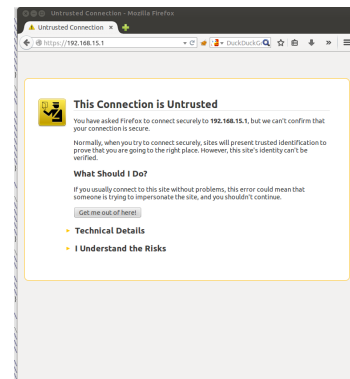 Untrusted Connection - Mozilla Firefox
Untrusted Connection
https://192.168.15.1
DuckDuckG
This Connection is Untrusted
You have asked Firefox to connect securely to 192.168.15.1, but we can't confirm that
your connection is secure.
Normally, when you try to connect securely, sites will present trusted identification to
prove that you are going to the right place. However, this site's identity can't be
verified.
What Should I Do?
If you usually connect to this site without problems, this error could mean that
someone is trying to impersonate the site, and you shouldn't continue.
Get me out of here!
Technical Details
I Understand the Risks